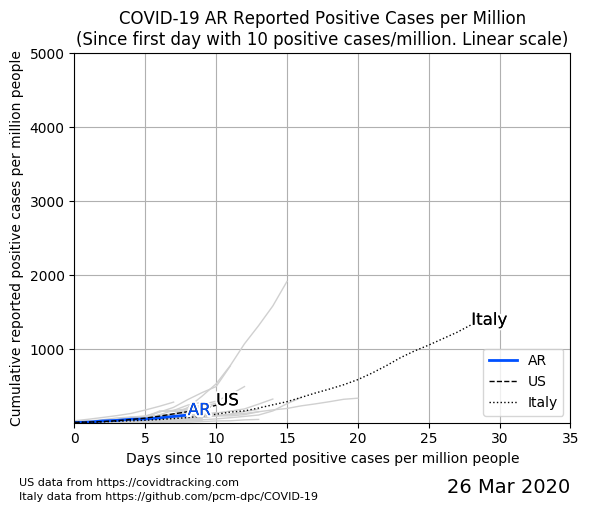 COVID-19 AR Reported Positive Cases per Million
(Since first day with 10 positive cases/million. Linear scale)
Cumulative reported positive cases per million people
5000
4000
3000
2000
1000
Italy
US
AR
AR
US
Italy
0 5 10 15 20 25 30 35
Days since 10 reported positive cases per million people
US data from https://covidtracking.com
Italy data from https://github.com/pcm-dpc/COVID-19
26 Mar 2020